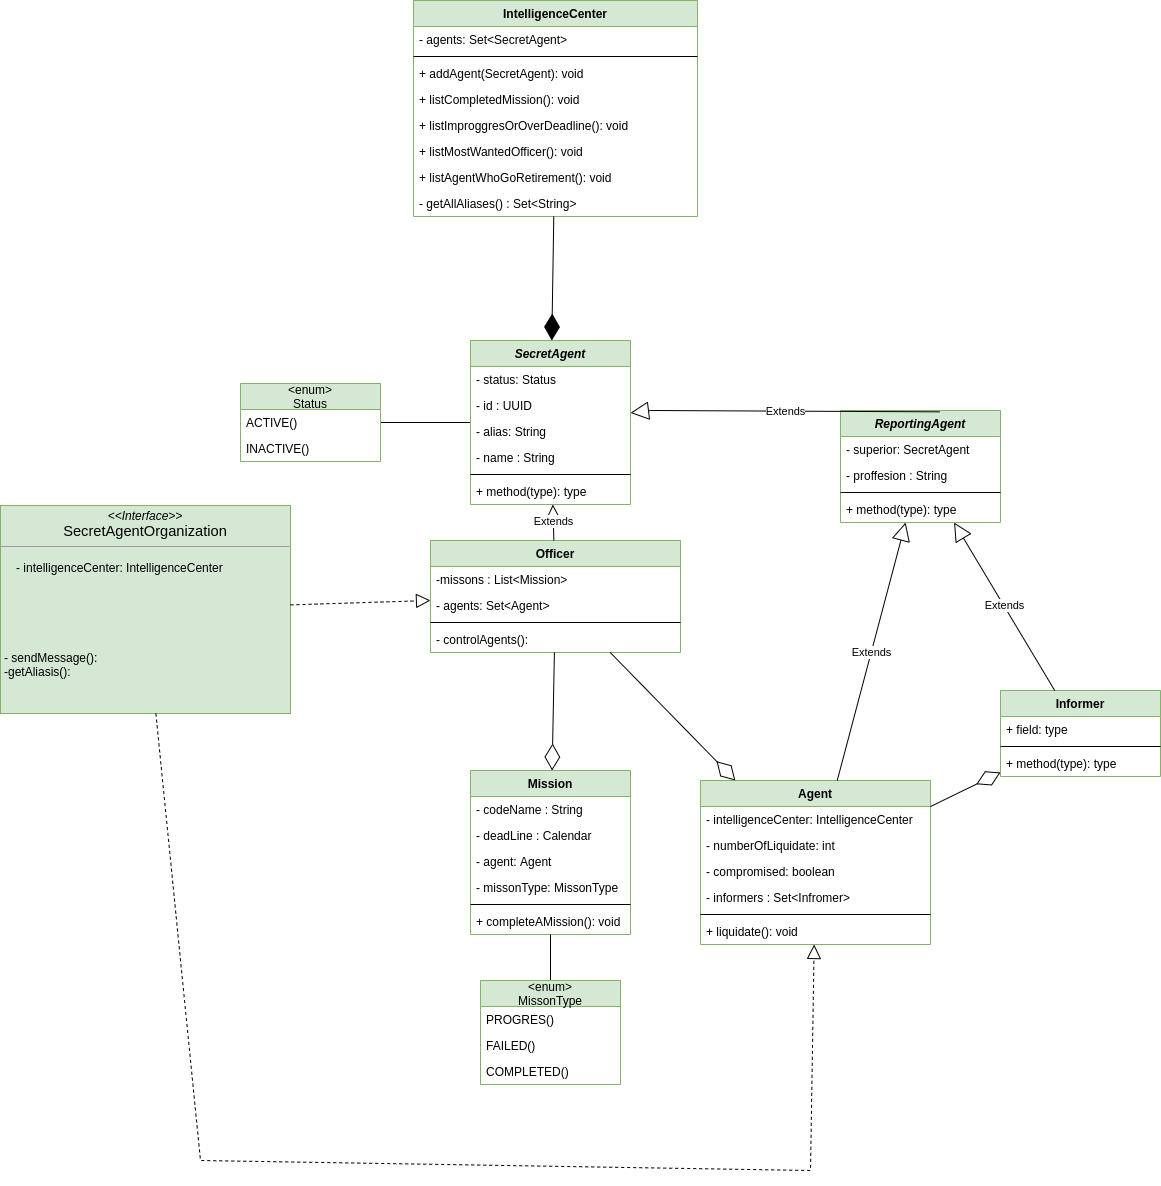 IntelligenceCenter
- agents: Set<SecretAgent>
+ addAgent(SecretAgent): void
+ listCompletedMission(): void
+ listImproggresOrOverDeadline(): void
+ listMostWantedOfficer(): void
+ listAgentWhoGoRetirement(): void
- getAllAliases() : Set<String>
SecretAgent
- status: Status
- id : UUID
- alias: String
- name : String
+ method(type): type
<enum>
Status
ACTIVE()
INACTIVE()
Extends
ReportingAgent
- superior: SecretAgent
- proffesion : String
+ method(type): type
Extends
<<Interface>>
SecretAgentOrganization
- intelligenceCenter: IntelligenceCenter
- sendMessage():
-getAliasis():
Officer
-missons : List<Mission>
- agents: Set<Agent>
- controlAgents():
Extends
Extends
Informer
+ field: type
+ method(type): type
Mission
- codeName : String
- deadLine : Calendar
- agent: Agent
- missonType: MissonType
+ completeAMission(): void
Agent
- intelligenceCenter: IntelligenceCenter
- numberOfLiquidate: int
- compromised: boolean
- informers : Set<Infromer>
+ liquidate(): void
<enum>
MissonType
PROGRES()
FAILED()
COMPLETED()